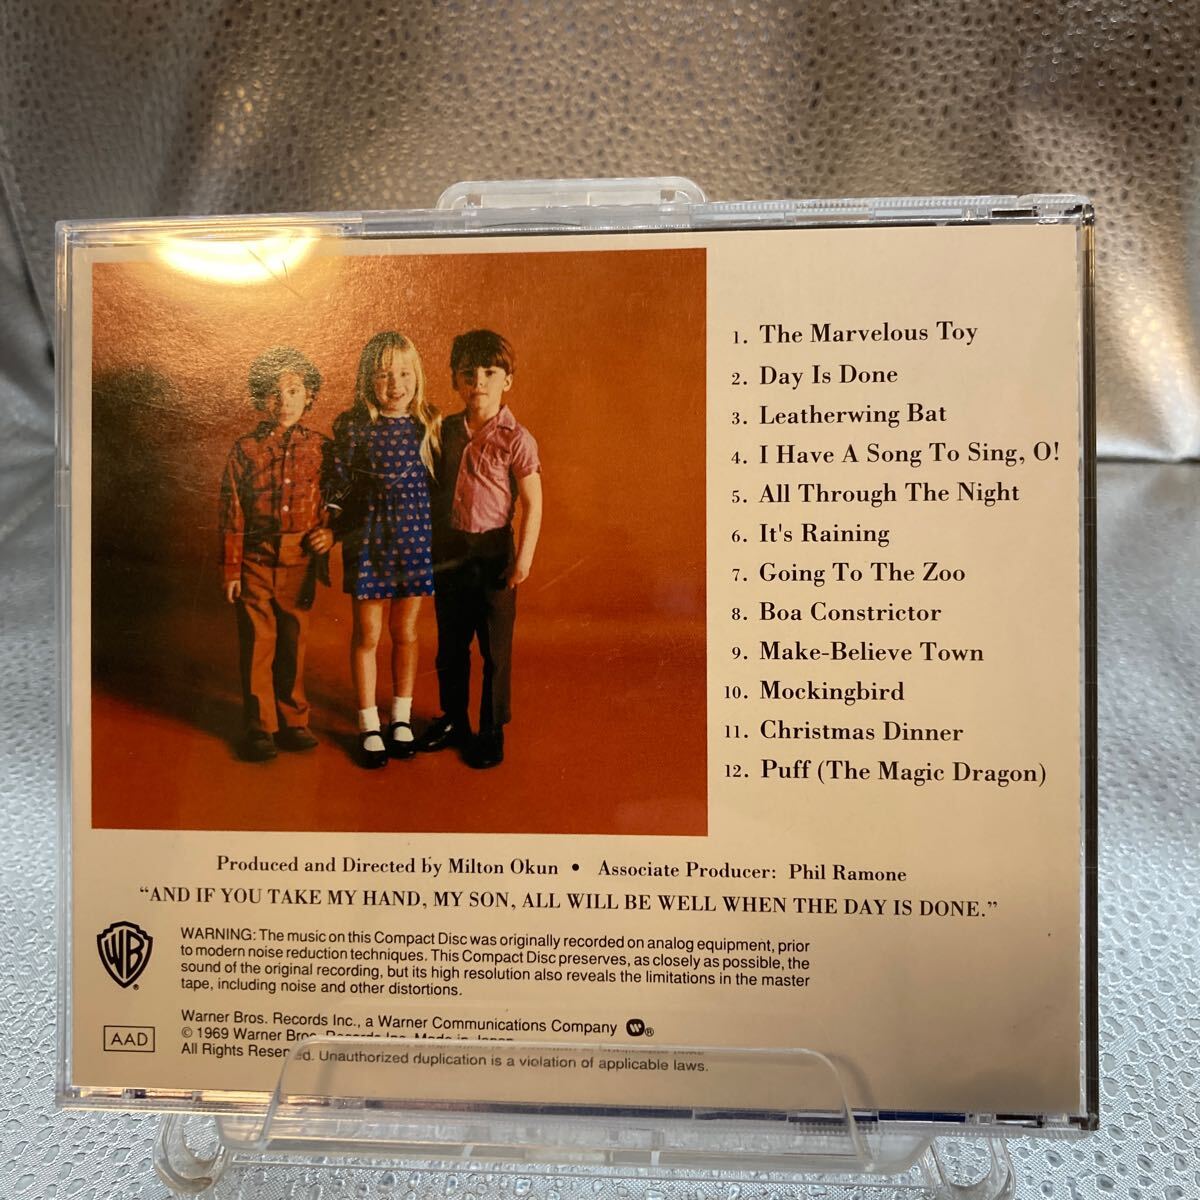 1. The Marvelous Toy
2. Day Is Done
3. Leatherwing Bat
4. I Have A Song To Sing, O!
5. All Through The Night
6. It's Raining
7. Going To The Zoo
8. Boa Constrictor
9. Make-Believe Town
10. Mockingbird
11. Christmas Dinner
12. Puff (The Magic Dragon)
Produced and Directed by Milton Okun • Associate Producer: Phil Ramone
“AND IF YOU TAKE MY HAND, MY SON, ALL WILL BE WELL WHEN THE DAY IS DONE.”
WB
WARNING: The music on this Compact Disc was originally recorded on analog equipment, prior
to modern noise reduction techniques. This Compact Disc preserves, as closely as possible, the
sound of the original recording, but its high resolution also reveals the limitations in the master
tape, including noise and other distortions.
AAD
Warner Bros. Records Inc., a Warner Communications Company ®
© 1969 Warner Bros. Records Inc. Made in Japan
All Rights Reserved. Unauthorized duplication is a violation of applicable laws.